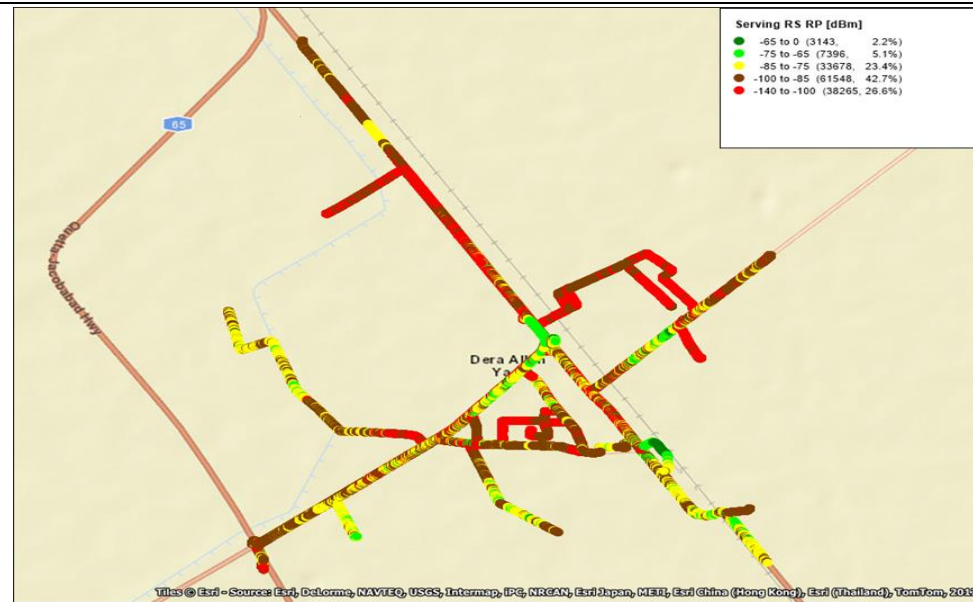 Serving RS RP [dBm]
-65 to 0 (3143, 2.2%)
-75 to -65 (7396, 5.1%)
-85 to -75 (33678, 23.4%)
-100 to -85 (61548, 42.7%)
-140 to -100 (38265, 26.6%)
65
Quetta-Jacobabad Hwy
Dera All
Ya
Tiles © Esri - Source: Esri, DeLorme, NAVTEQ, USGS, Intermap, iPC, NRCAN, Esri Japan, METI, Esri China (Hong Kong), Esri (Thailand), TomTom, 201